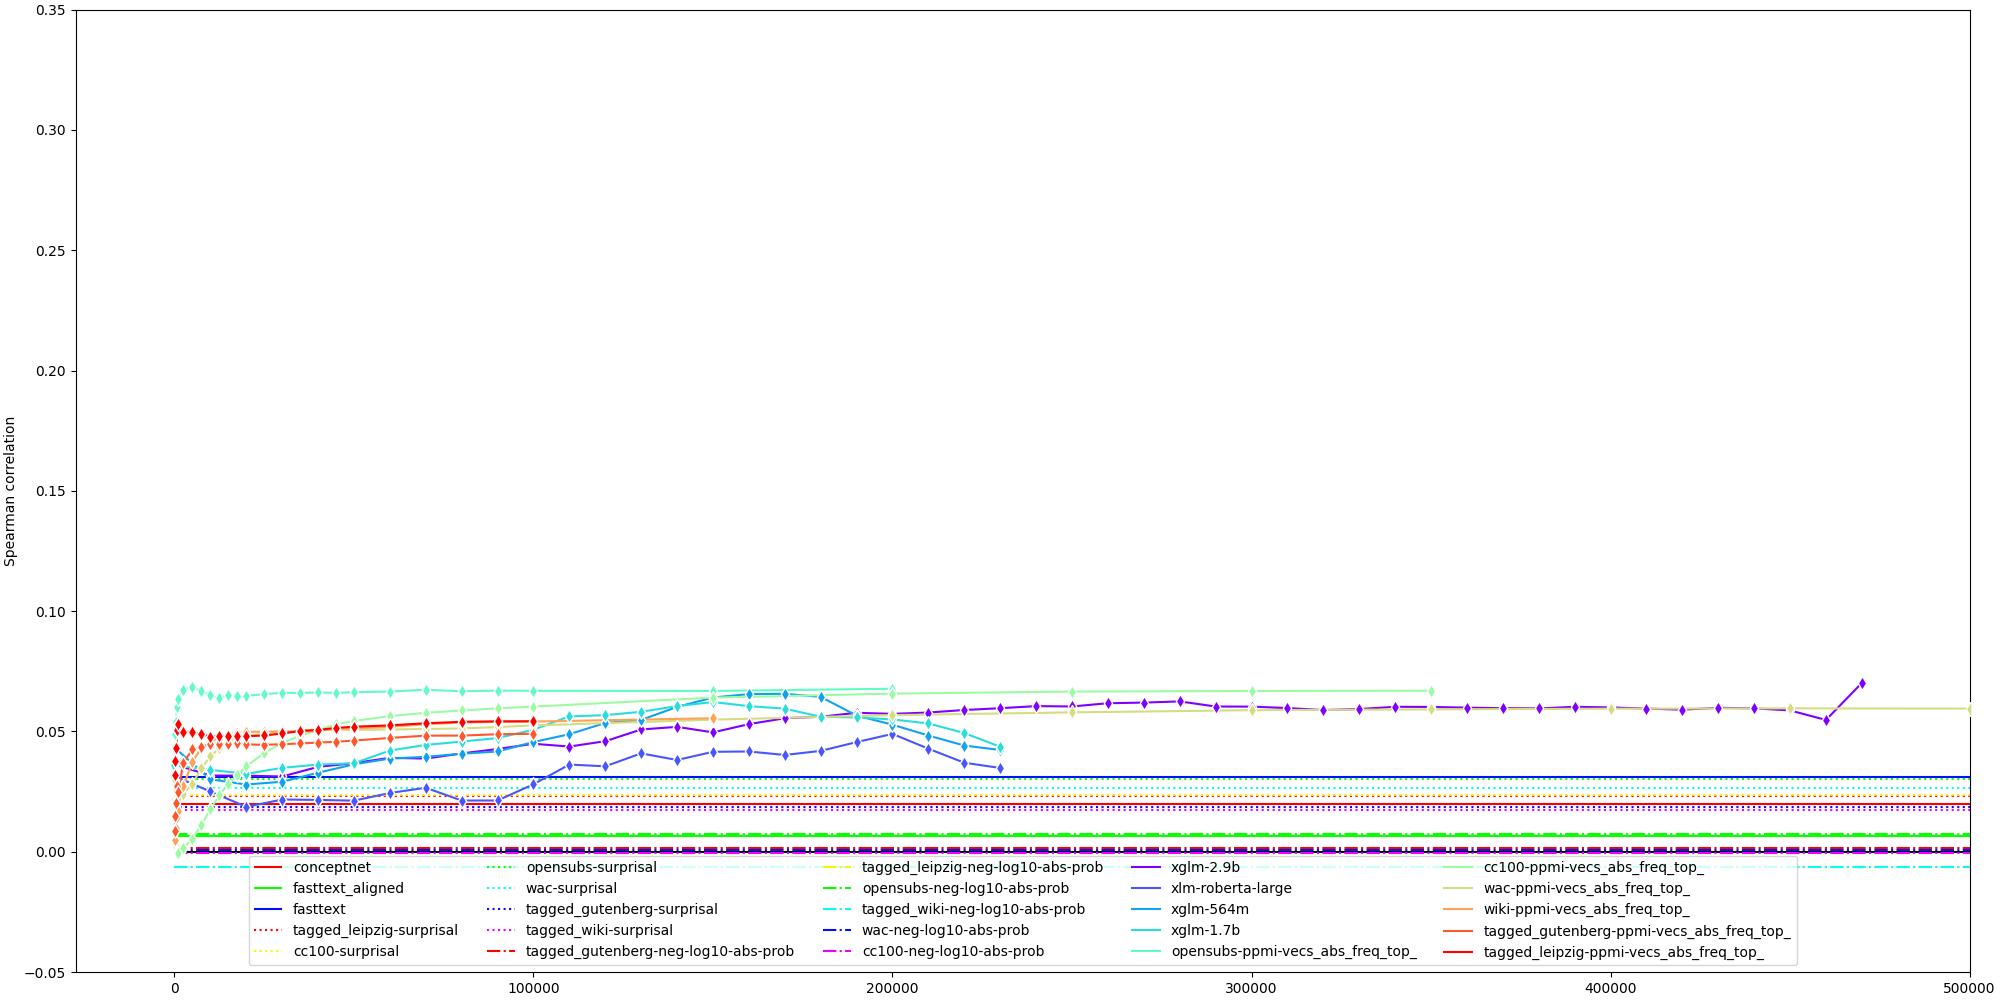 0.35
0.30
0.25
0.20
0.15
0.10
0.05
0.00
−0.05
Spearman correlation
0 100000 200000 300000 400000 500000
conceptnet
fasttext_aligned
fasttext
tagged_leipzig-surprisal
cc100-surprisal
opensubs-surprisal
wac-surprisal
tagged_gutenberg-surprisal
tagged_wiki-surprisal
tagged_gutenberg-neg-log10-abs-prob
tagged_leipzig-neg-log10-abs-prob
opensubs-neg-log10-abs-prob
tagged_wiki-neg-log10-abs-prob
wac-neg-log10-abs-prob
cc100-neg-log10-abs-prob
xglm-2.9b
xlm-roberta-large
xglm-564m
xglm-1.7b
opensubs-ppmi-vecs_abs_freq_top_
cc100-ppmi-vecs_abs_freq_top_
wac-ppmi-vecs_abs_freq_top_
wiki-ppmi-vecs_abs_freq_top_
tagged_gutenberg-ppmi-vecs_abs_freq_top_
tagged_leipzig-ppmi-vecs_abs_freq_top_